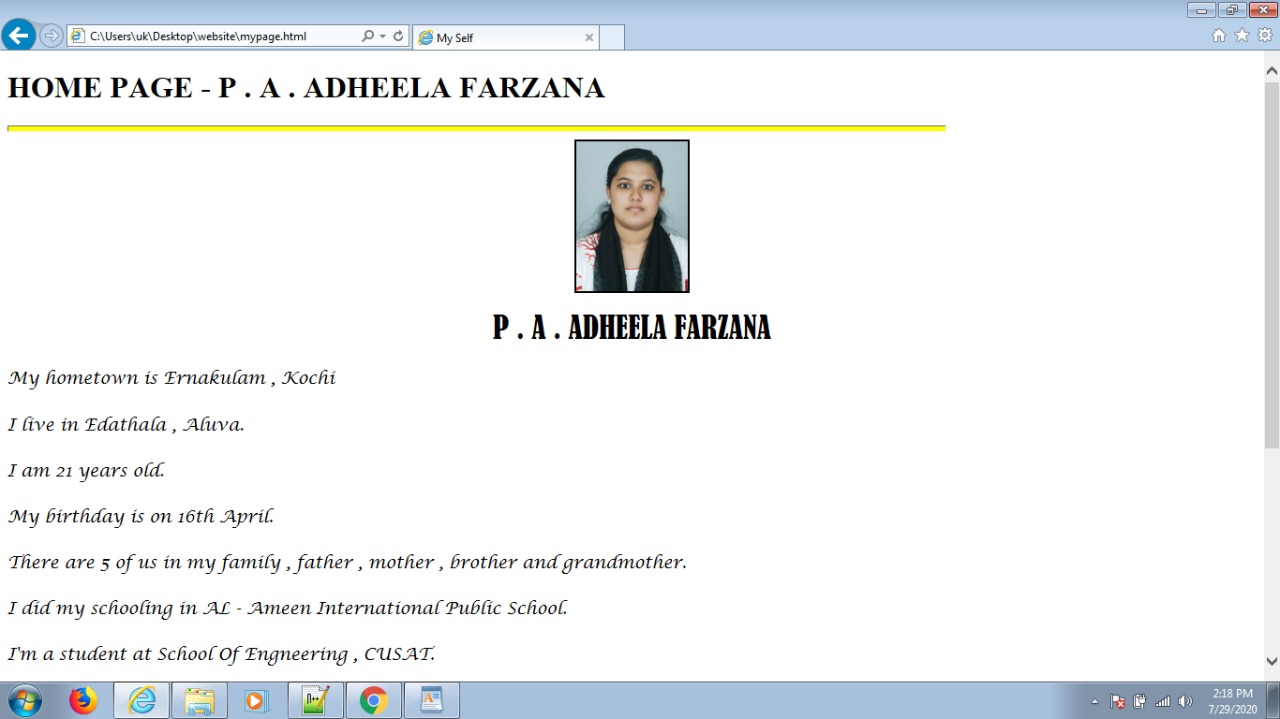 C:\Users\uk\Desktop\website\mypage.html
My Self
HOME PAGE - P . A . ADHEELA FARZANA
P . A . ADHEELA FARZANA
My hometown is Ernakulam , Kochi
I live in Edathala , Aluva.
I am 21 years old.
My birthday is on 16th April.
There are 5 of us in my family , father , mother , brother and grandmother.
I did my schooling in AL - Ameen International Public School.
I'm a student at School Of Engneering , CUSAT.
2:18 PM
7/29/2020